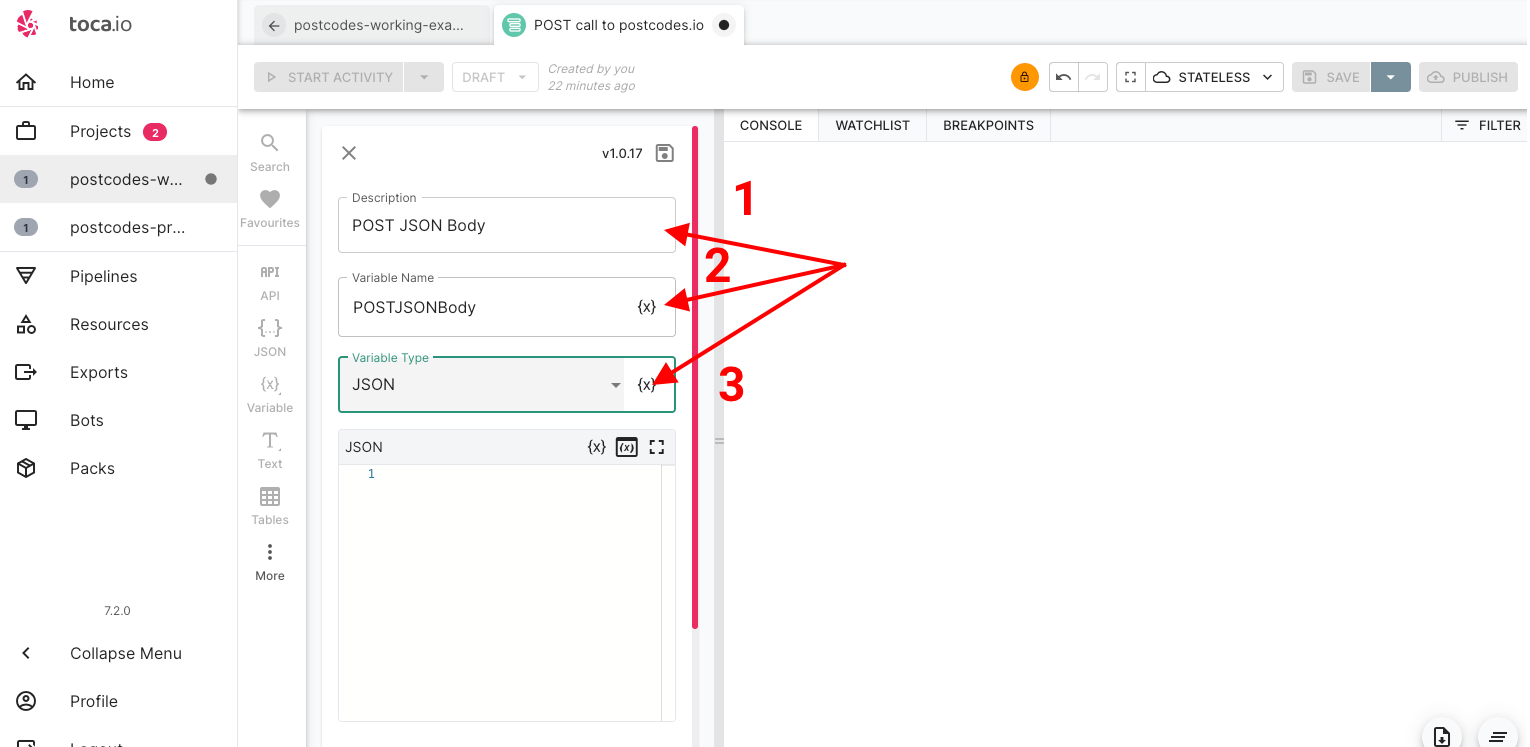 toca.io
Home
Projects 2
1 postcodes-w...
1 postcodes-pr...
Pipelines
Resources
Exports
Bots
Packs
7.2.0
Collapse Menu
Profile
Logout
postcodes-working-exa...
POST call to postcodes.io
START ACTIVITY
DRAFT
Created by you
22 minutes ago
STATELESS
SAVE
PUBLISH
Search
Favourites
API
API
{...}
JSON
{x}
Variable
T
Text
Tables
More
v1.0.17
Description
POST JSON Body
Variable Name
POSTJSONBody {x}
Variable Type
JSON {x}
JSON {x} (x)
1
CONSOLE WATCHLIST BREAKPOINTS FILTER
1
2
3